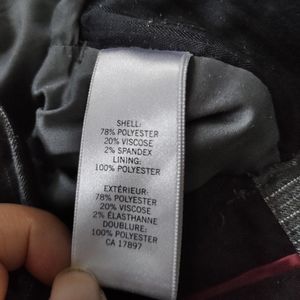 SHELL:
78% POLYESTER
20% VISCOSE
2% SPANDEX
LINING:
100% POLYESTER
EXTÉRIEUR:
78% POLYESTER
20% VISCOSE
2% ÉLASTHANNE
DOUBLURE:
100% POLYESTER
CA 17897